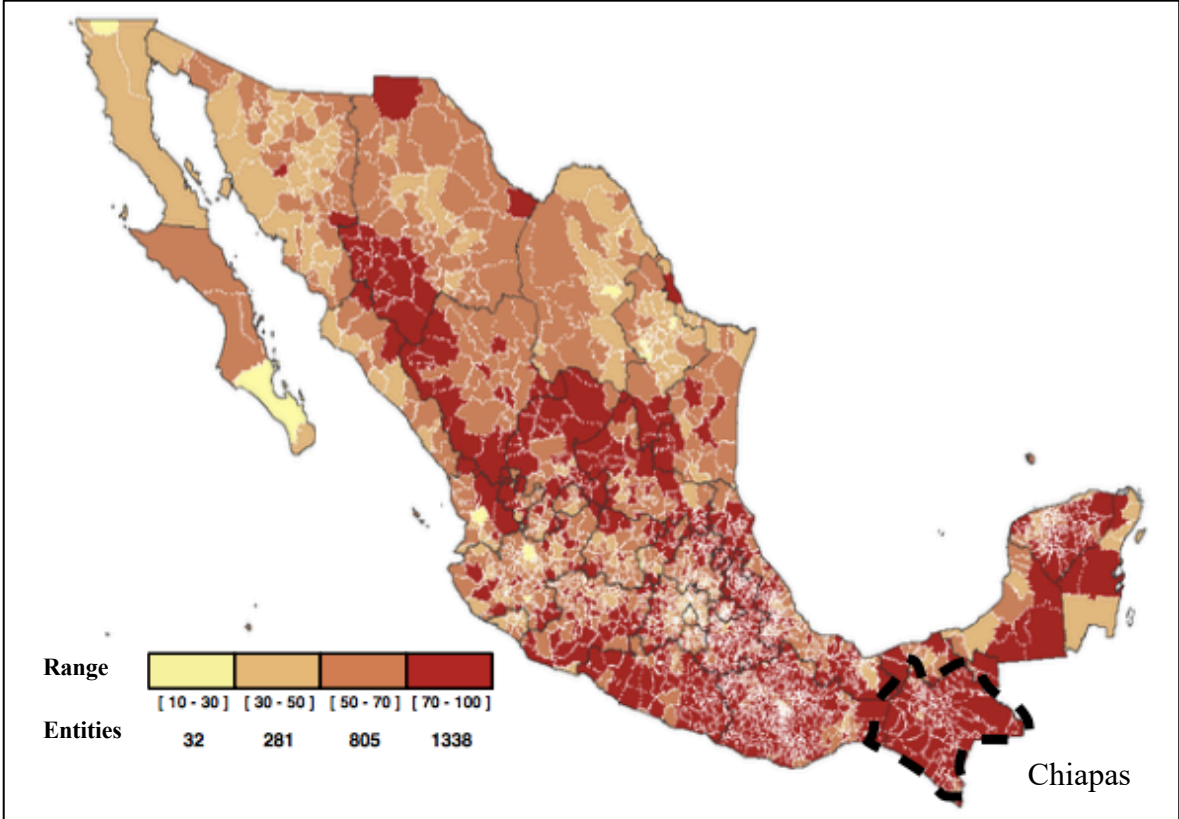 Range
[ 10 - 30 ] [ 30 - 50 ] [ 50 - 70 ] [ 70 - 100 ]
Entities
32 281 805 1338
Chiapas